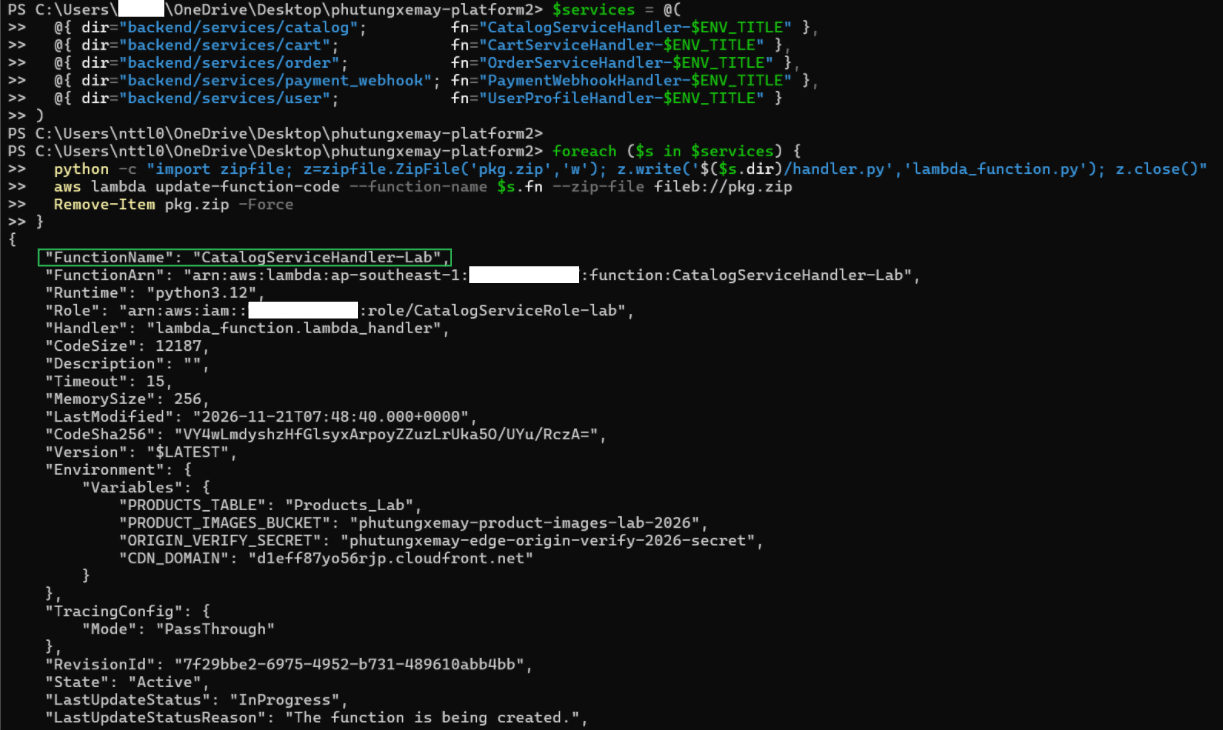 PS C:\Users\ \OneDrive\Desktop\phutungxemay-platform2> $services = @(
>>   @{ dir="backend/services/catalog";         fn="CatalogServiceHandler-$ENV_TITLE" },
>>   @{ dir="backend/services/cart";            fn="CartServiceHandler-$ENV_TITLE" },
>>   @{ dir="backend/services/order";           fn="OrderServiceHandler-$ENV_TITLE" },
>>   @{ dir="backend/services/payment_webhook"; fn="PaymentWebhookHandler-$ENV_TITLE" },
>>   @{ dir="backend/services/user";            fn="UserProfileHandler-$ENV_TITLE" }
>> )
PS C:\Users\nttl0\OneDrive\Desktop\phutungxemay-platform2>
PS C:\Users\nttl0\OneDrive\Desktop\phutungxemay-platform2> foreach ($s in $services) {
>>   python -c "import zipfile; z=zipfile.ZipFile('pkg.zip','w'); z.write('$($s.dir)/handler.py','lambda_function.py'); z.close()"
>>   aws lambda update-function-code --function-name $s.fn --zip-file fileb://pkg.zip
>>   Remove-Item pkg.zip -Force
>> }
{
    "FunctionName": "CatalogServiceHandler-Lab",
    "FunctionArn": "arn:aws:lambda:ap-southeast-1: :function:CatalogServiceHandler-Lab",
    "Runtime": "python3.12",
    "Role": "arn:aws:iam:: :role/CatalogServiceRole-lab",
    "Handler": "lambda_function.lambda_handler",
    "CodeSize": 12187,
    "Description": "",
    "Timeout": 15,
    "MemorySize": 256,
    "LastModified": "2026-11-21T07:48:40.000+0000",
    "CodeSha256": "VY4wLmdyshzHfGlsyxArpoyZZuzLrUka5O/UYu/RczA=",
    "Version": "$LATEST",
    "Environment": {
        "Variables": {
            "PRODUCTS_TABLE": "Products_Lab",
            "PRODUCT_IMAGES_BUCKET": "phutungxemay-product-images-lab-2026",
            "ORIGIN_VERIFY_SECRET": "phutungxemay-edge-origin-verify-2026-secret",
            "CDN_DOMAIN": "d1eff87yo56rjp.cloudfront.net"
        }
    },
    "TracingConfig": {
        "Mode": "PassThrough"
    },
    "RevisionId": "7f29bbe2-6975-4952-b731-489610abb4bb",
    "State": "Active",
    "LastUpdateStatus": "InProgress",
    "LastUpdateStatusReason": "The function is being created.",